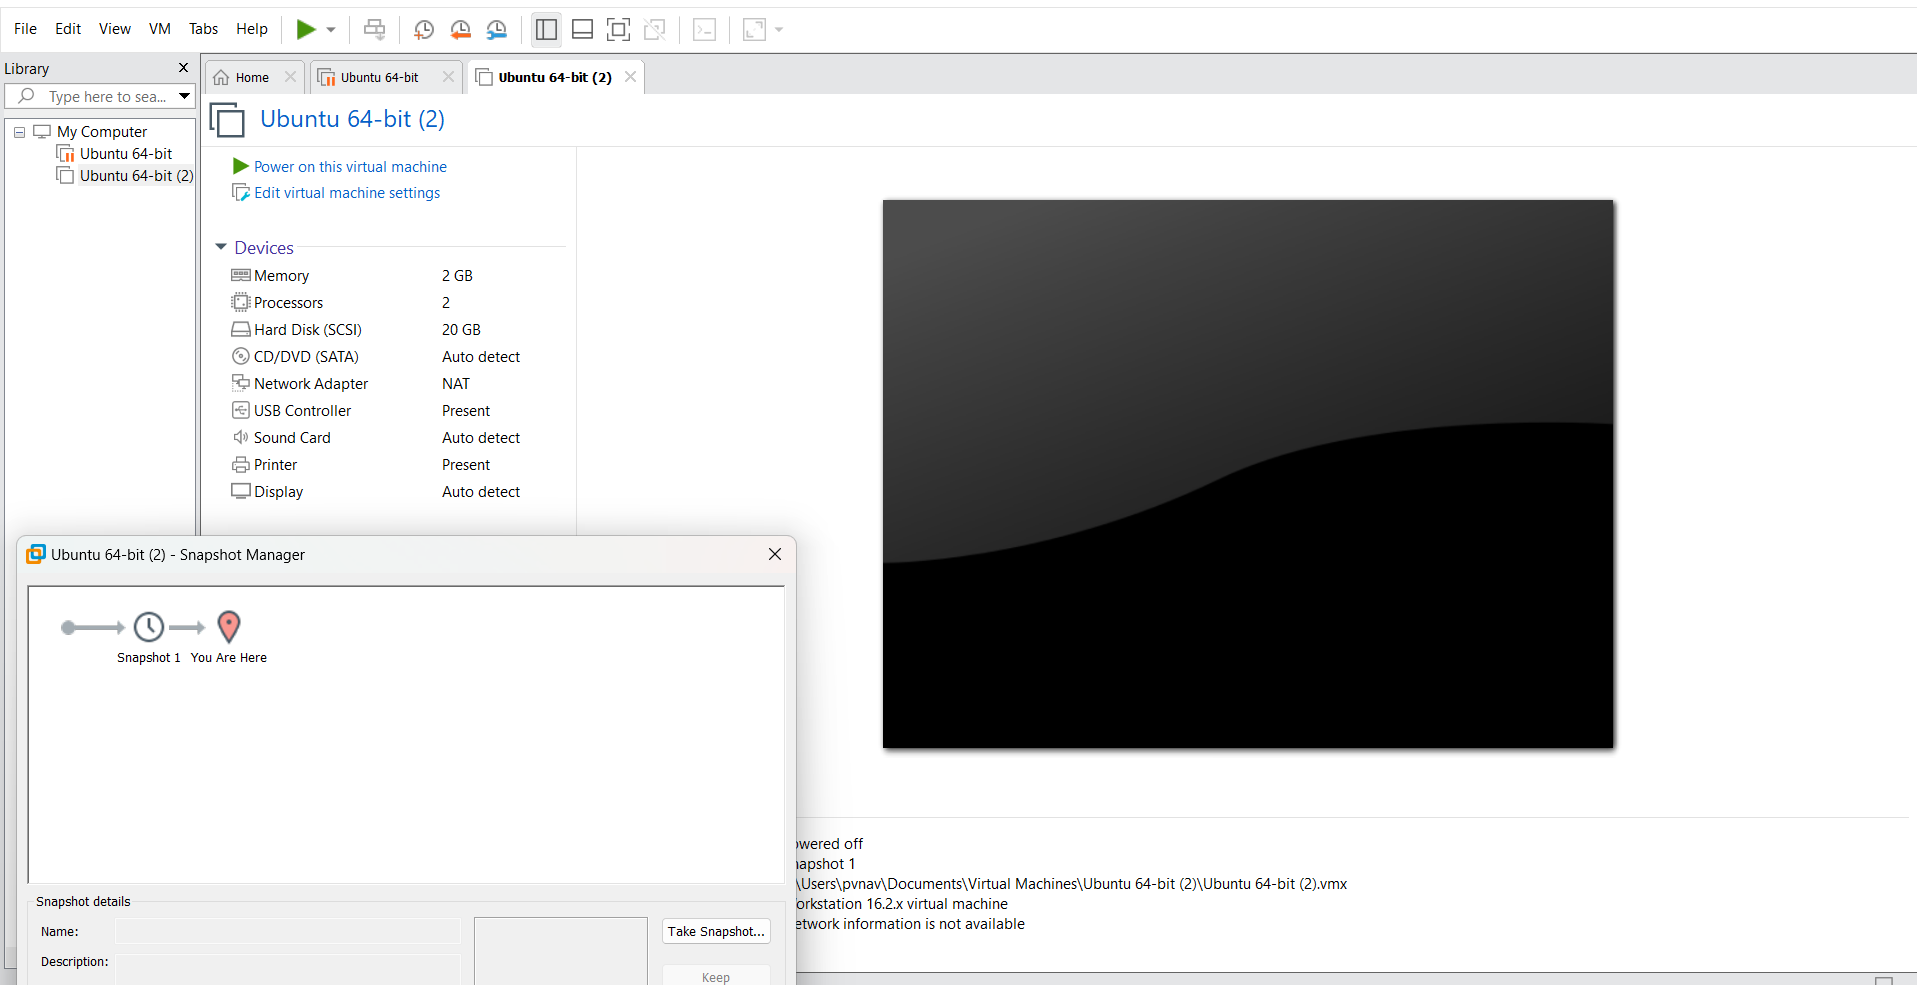 File Edit View VM Tabs Help
Library
Type here to sea...
My Computer
Ubuntu 64-bit
Ubuntu 64-bit (2)
Home
Ubuntu 64-bit
Ubuntu 64-bit (2)
Ubuntu 64-bit (2)
Power on this virtual machine
Edit virtual machine settings
Devices
Memory 2 GB
Processors 2
Hard Disk (SCSI) 20 GB
CD/DVD (SATA) Auto detect
Network Adapter NAT
USB Controller Present
Sound Card Auto detect
Printer Present
Display Auto detect
Ubuntu 64-bit (2) - Snapshot Manager
Snapshot 1 You Are Here
Snapshot details
Name:
Take Snapshot...
Description:
Keep
owered off
napshot 1
\Users\pvnav\Documents\Virtual Machines\Ubuntu 64-bit (2)\Ubuntu 64-bit (2).vmx
orkstation 16.2.x virtual machine
etwork information is not available